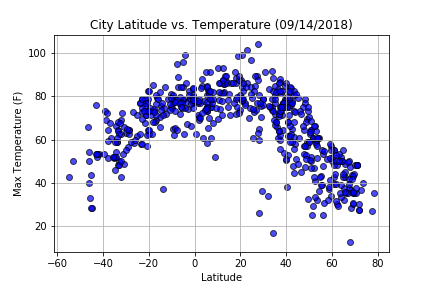 City Latitude vs. Temperature (09/14/2018)
100
80
60
40
20
Max Temperature (F)
−60 −40 −20 0 20 40 60 80
Latitude